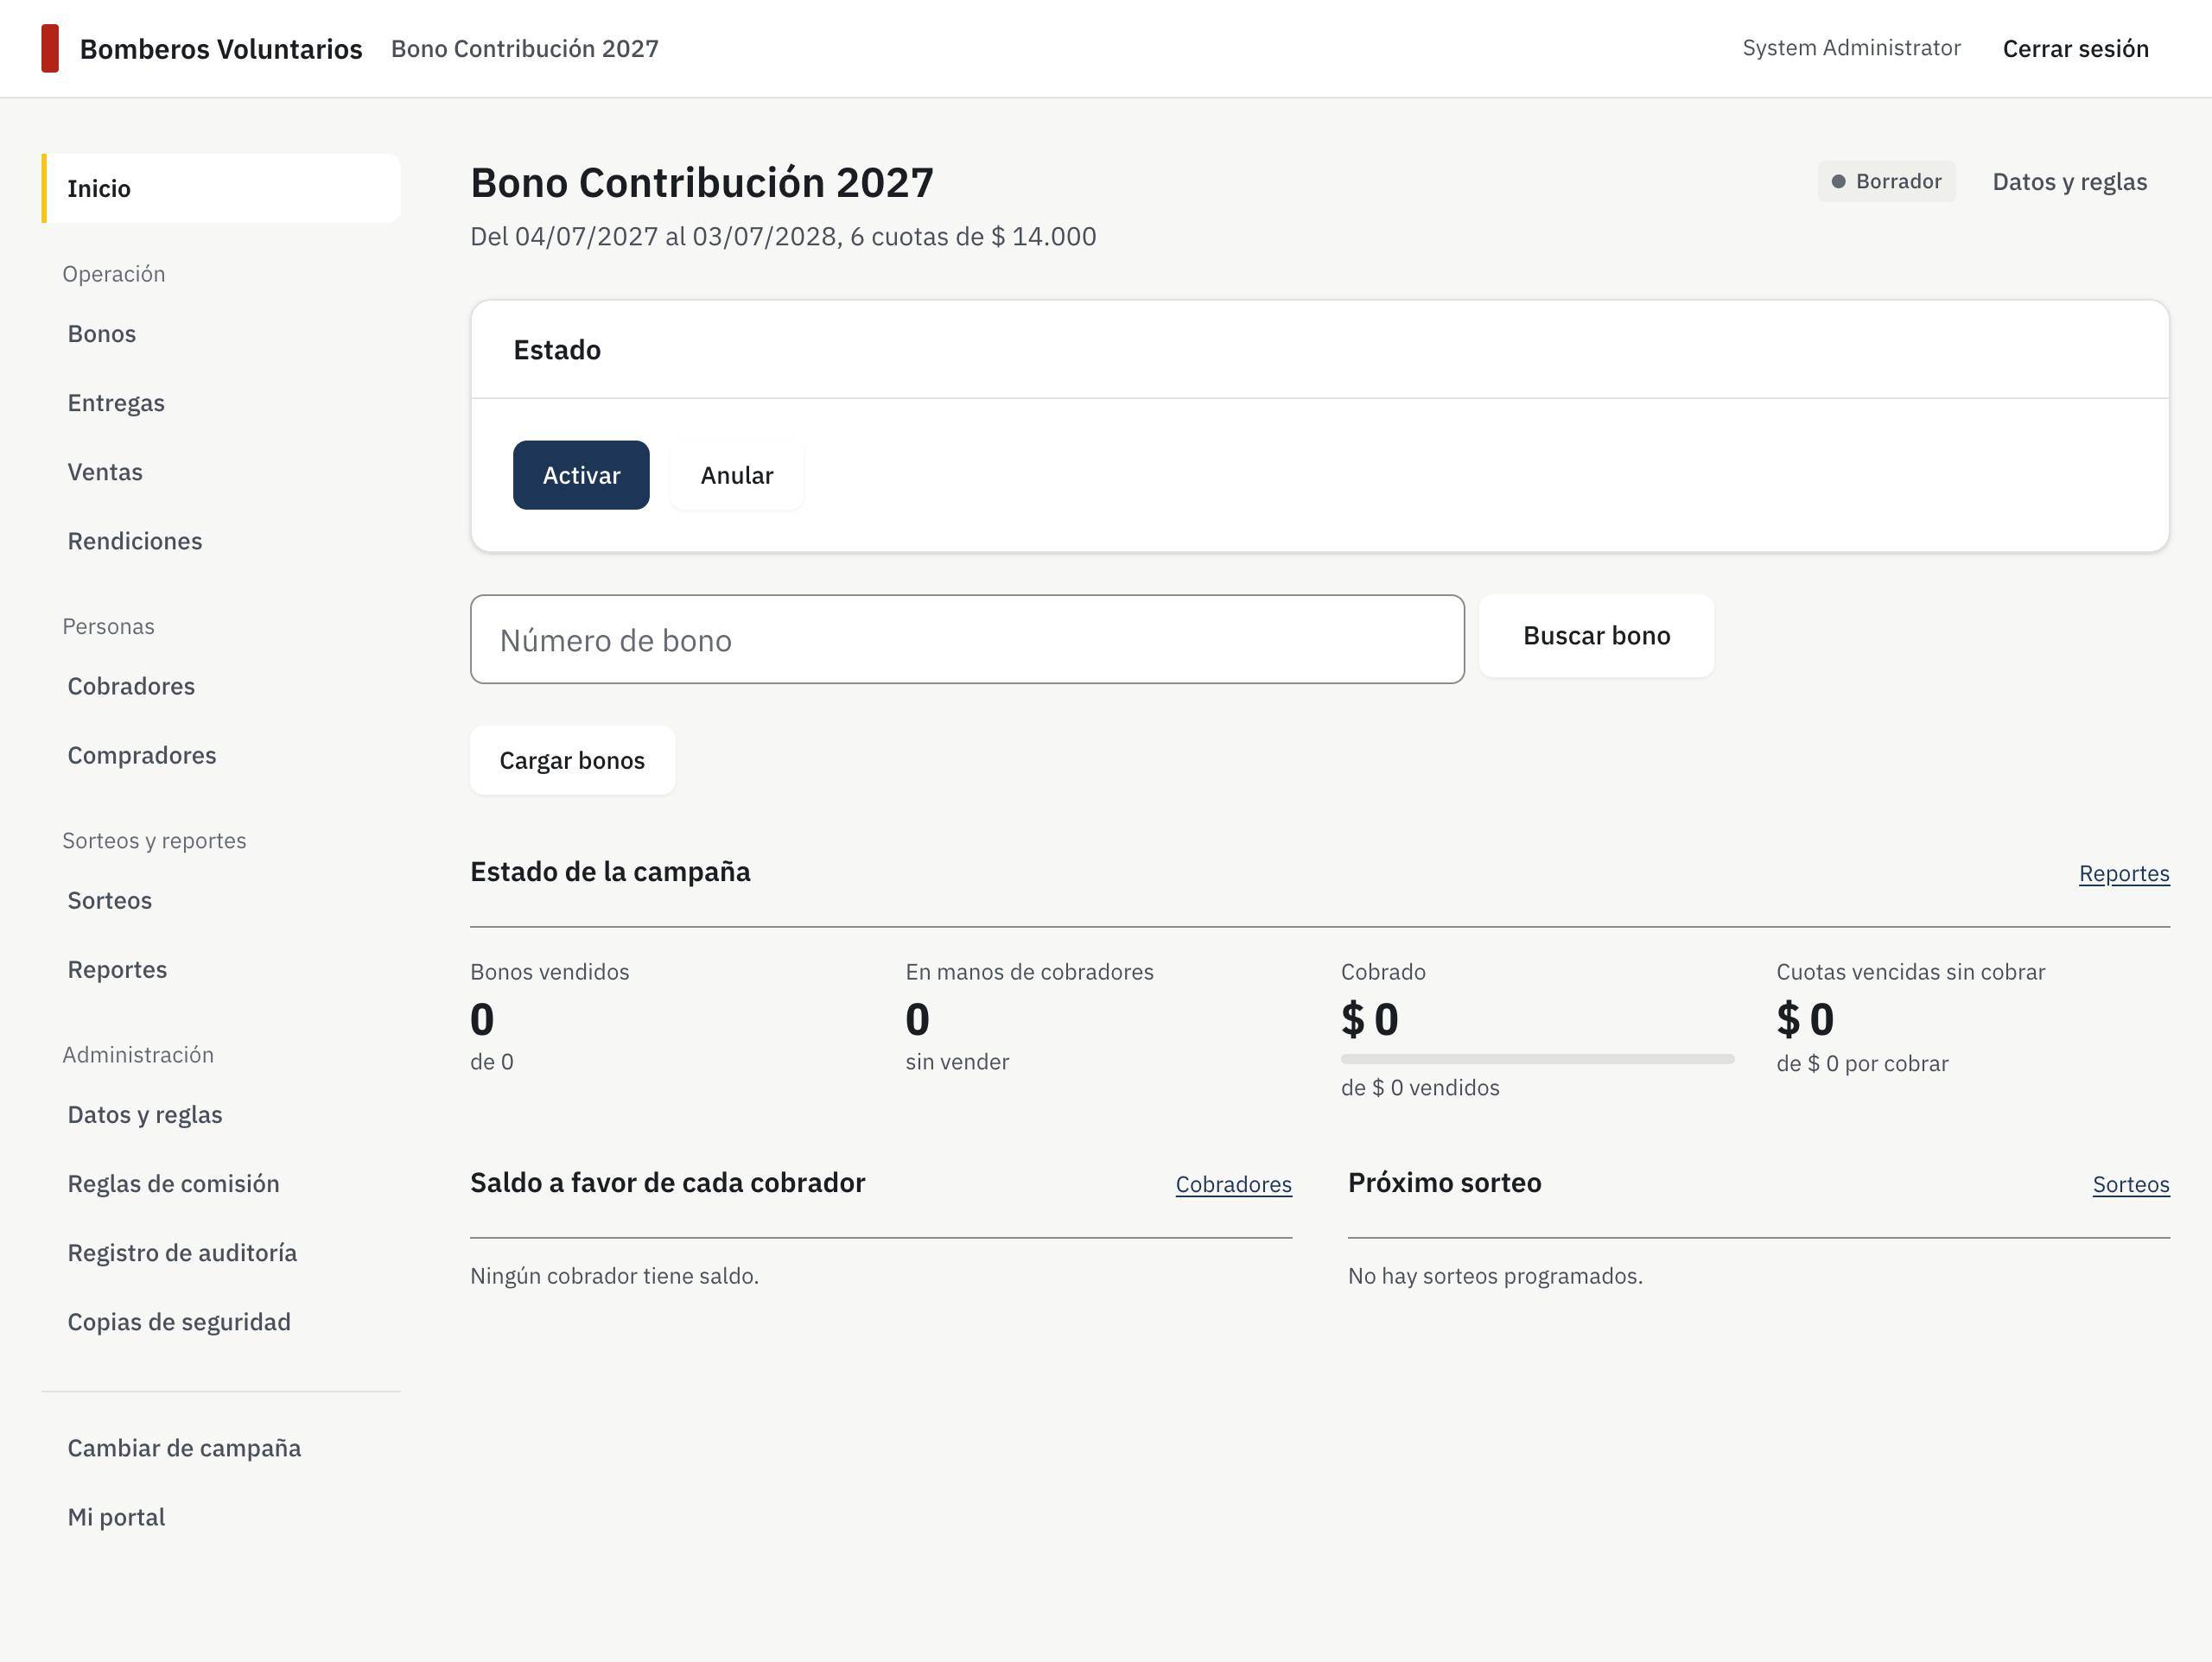 Bomberos Voluntarios Bono Contribución 2027 System Administrator Cerrar sesión
Inicio
Operación
Bonos
Entregas
Ventas
Rendiciones
Personas
Cobradores
Compradores
Sorteos y reportes
Sorteos
Reportes
Administración
Datos y reglas
Reglas de comisión
Registro de auditoría
Copias de seguridad
Cambiar de campaña
Mi portal
Bono Contribución 2027 Borrador Datos y reglas
Del 04/07/2027 al 03/07/2028, 6 cuotas de $ 14.000
Estado
Activar Anular
Número de bono Buscar bono
Cargar bonos
Estado de la campaña Reportes
Bonos vendidos
0
de 0
En manos de cobradores
0
sin vender
Cobrado
$ 0
de $ 0 vendidos
Cuotas vencidas sin cobrar
$ 0
de $ 0 por cobrar
Saldo a favor de cada cobrador Cobradores
Ningún cobrador tiene saldo.
Próximo sorteo Sorteos
No hay sorteos programados.